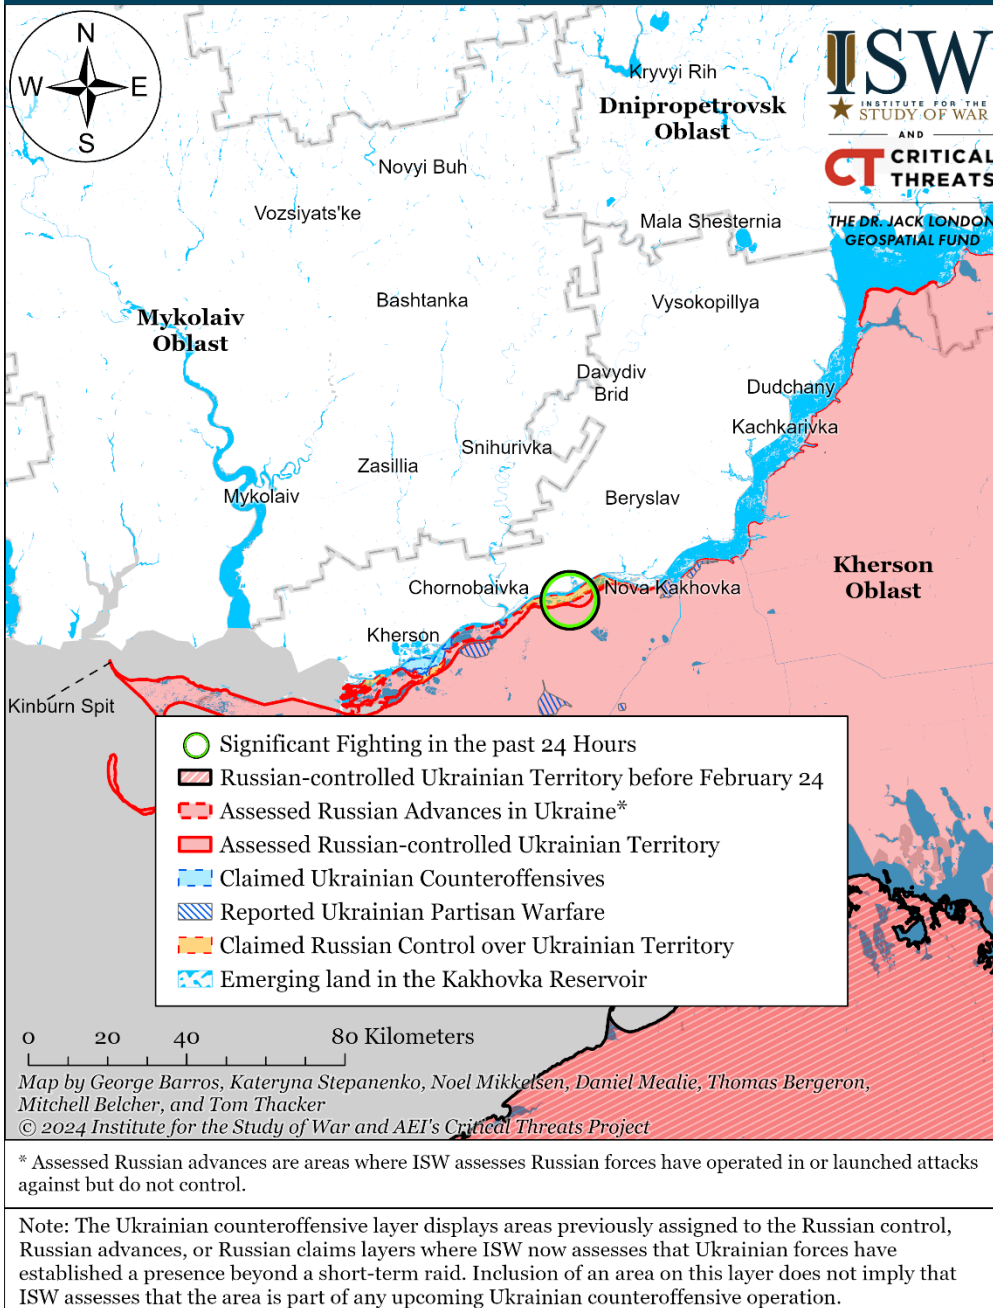 N
W
E
S
ISW
INSTITUTE FOR THE
STUDY OF WAR
AND
CT CRITICAL
THREATS
THE DR. JACK LONDON
GEOSPATIAL FUND
Kryvyi Rih
Dnipropetrovsk
Oblast
Novyi Buh
Vozsiyats'ke
Mala Shesternia
Bashtanka
Vysokopillya
Mykolaiv
Oblast
Davydiv
Brid
Dudchany
Kachkarivka
Snihurivka
Zasillia
Mykolaiv
Beryslav
Kherson
Oblast
Chornobaivka
Nova Kakhovka
Kherson
Kinburn Spit
Significant Fighting in the past 24 Hours
Russian-controlled Ukrainian Territory before February 24
Assessed Russian Advances in Ukraine*
Assessed Russian-controlled Ukrainian Territory
Claimed Ukrainian Counteroffensives
Reported Ukrainian Partisan Warfare
Claimed Russian Control over Ukrainian Territory
Emerging land in the Kakhovka Reservoir
0 20 40 80 Kilometers
Map by George Barros, Kateryna Stepanenko, Noel Mikkelsen, Daniel Mealie, Thomas Bergeron,
Mitchell Belcher, and Tom Thacker
© 2024 Institute for the Study of War and AEI's Critical Threats Project
* Assessed Russian advances are areas where ISW assesses Russian forces have operated in or launched attacks
against but do not control.
Note: The Ukrainian counteroffensive layer displays areas previously assigned to the Russian control,
Russian advances, or Russian claims layers where ISW now assesses that Ukrainian forces have
established a presence beyond a short-term raid. Inclusion of an area on this layer does not imply that
ISW assesses that the area is part of any upcoming Ukrainian counteroffensive operation.